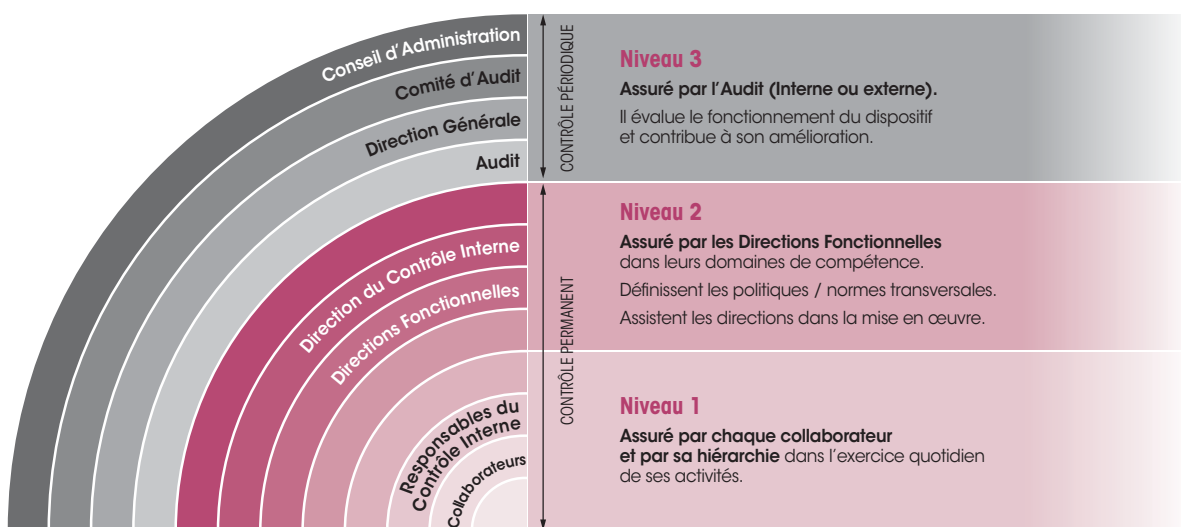 Conseil d'Administration
Comité d'Audit
Direction Générale
Audit
Direction du Contrôle Interne
Directions Fonctionnelles
Responsables du
Contrôle Interne
Collaborateurs
CONTRÔLE PÉRIODIQUE
CONTRÔLE PERMANENT
Niveau 3
Assuré par l'Audit (Interne ou externe).
Il évalue le fonctionnement du dispositif
et contribue à son amélioration.
Niveau 2
Assuré par les Directions Fonctionnelles
dans leurs domaines de compétence.
Définissent les politiques / normes transversales.
Assistent les directions dans la mise en œuvre.
Niveau 1
Assuré par chaque collaborateur
et par sa hiérarchie dans l'exercice quotidien
de ses activités.